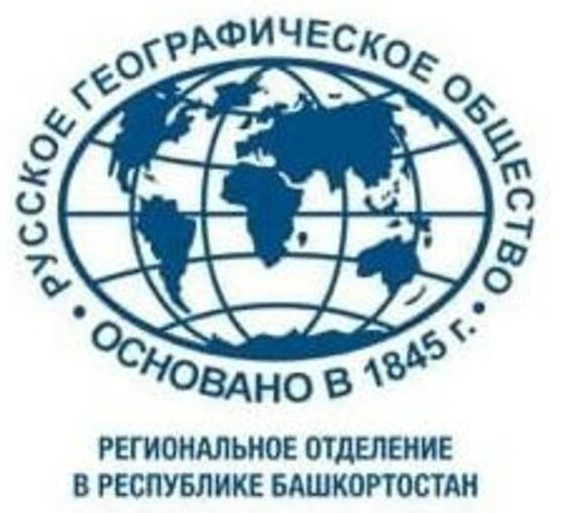 РУССКОЕ ГЕОГРАФИЧЕСКОЕ ОБЩЕСТВО
• ОСНОВАНО В 1845 г. •
РЕГИОНАЛЬНОЕ ОТДЕЛЕНИЕ
В РЕСПУБЛИКЕ БАШКОРТОСТАН